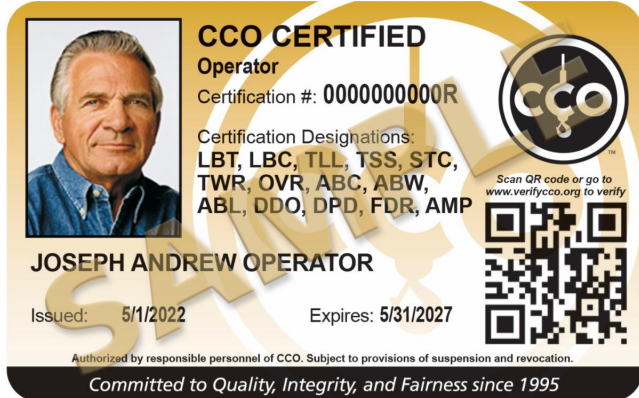 CCO CERTIFIED
Operator
Certification #: 0000000000R
Certification Designations:
LBT, LBC, TLL, TSS, STC,
TWR, OVR, ABC, ABW,
ABL, DDO, DPD, FDR, AMP
CCO
TM
Scan QR code or go to
www.verifycco.org to verify
JOSEPH ANDREW OPERATOR
Issued: 5/1/2022 Expires: 5/31/2027
SAMPLE
Authorized by responsible personnel of CCO. Subject to provisions of suspension and revocation.
Committed to Quality, Integrity, and Fairness since 1995